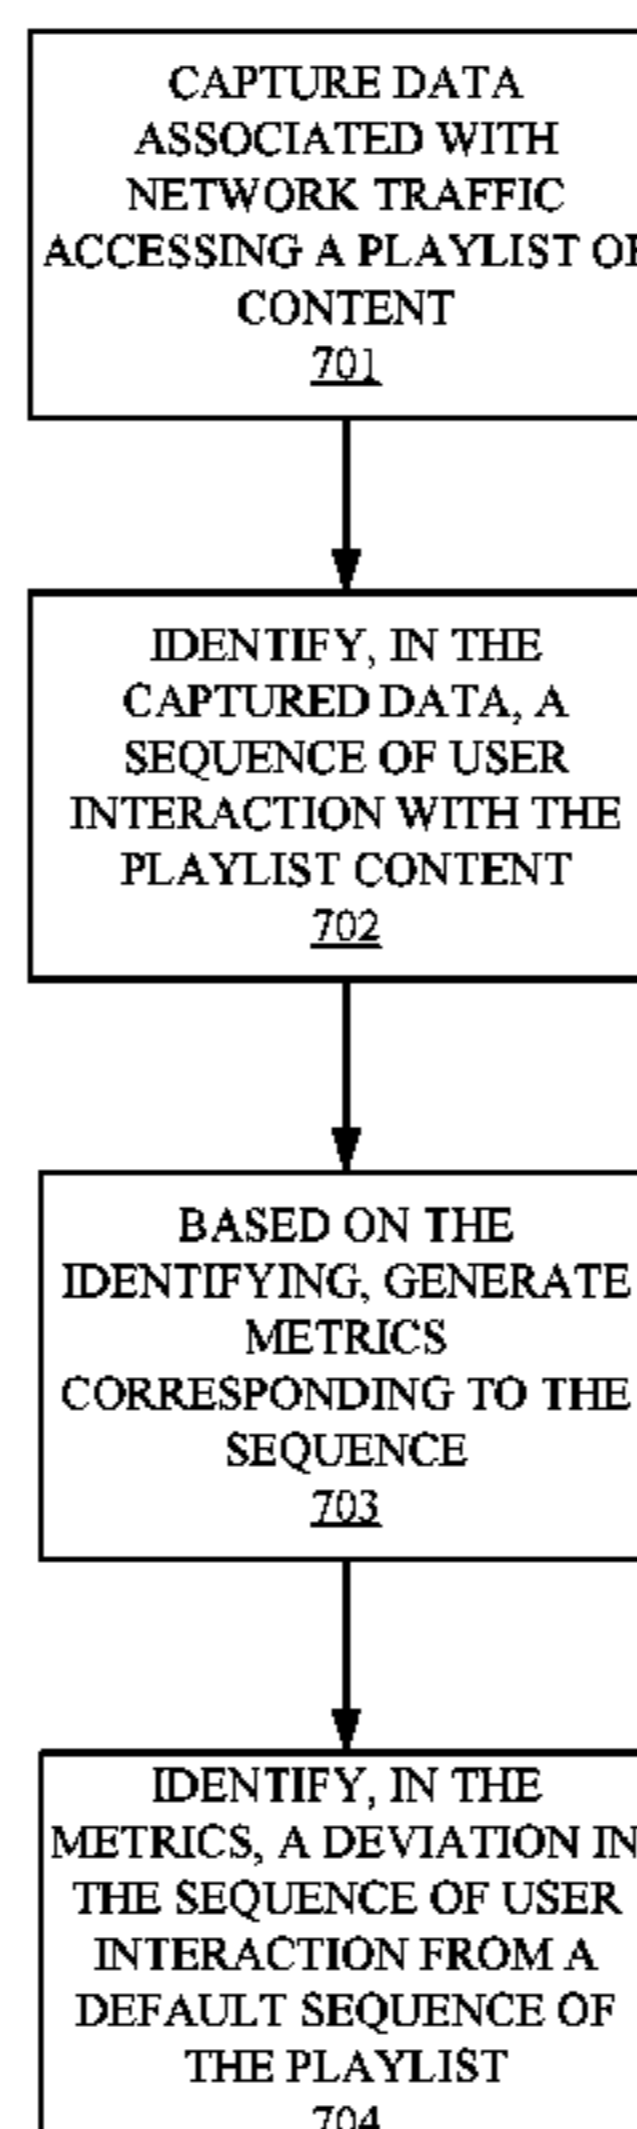 CAPTURE DATA
ASSOCIATED WITH
NETWORK TRAFFIC
ACCESSING A PLAYLIST OF
CONTENT
701
IDENTIFY, IN THE
CAPTURED DATA, A
SEQUENCE OF USER
INTERACTION WITH THE
PLAYLIST CONTENT
702
BASED ON THE
IDENTIFYING, GENERATE
METRICS
CORRESPONDING TO THE
SEQUENCE
703
IDENTIFY, IN THE
METRICS, A DEVIATION IN
THE SEQUENCE OF USER
INTERACTION FROM A
DEFAULT SEQUENCE OF
THE PLAYLIST
704